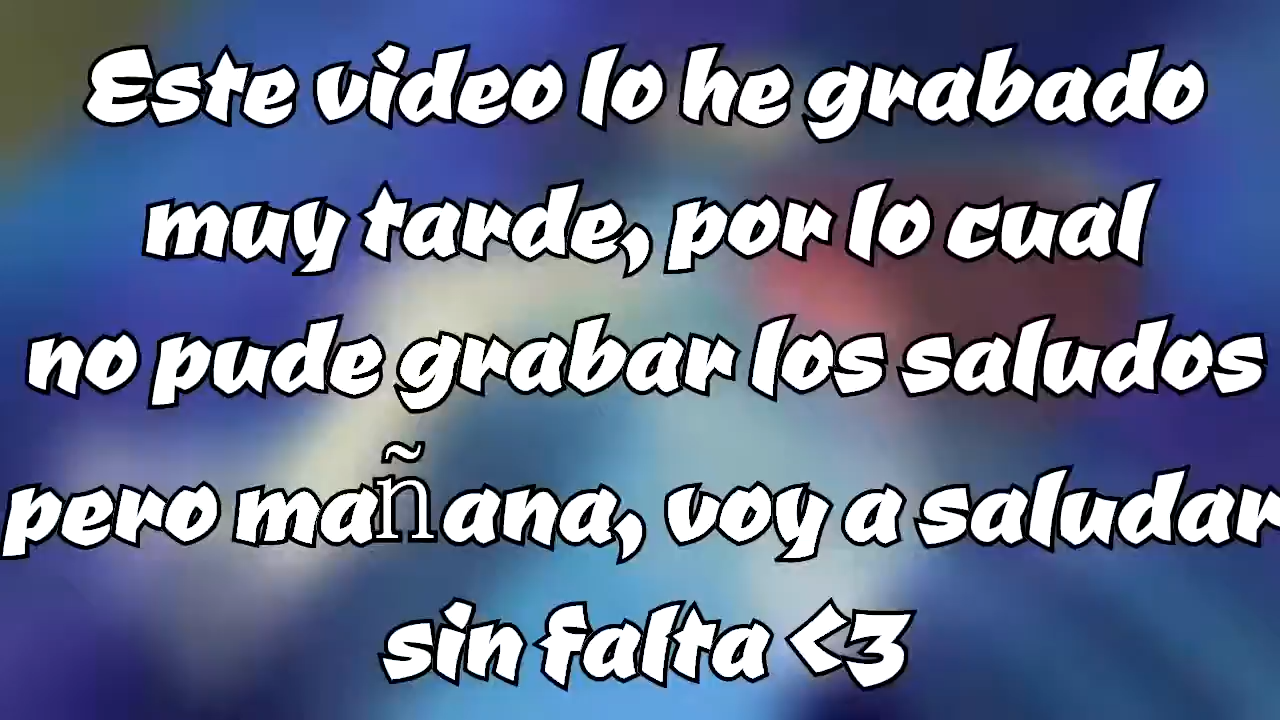 Este video lo he grabado
muy tarde, por lo cual
no pude grabar los saludos
pero mañana, voy a saludar
sin falta <3